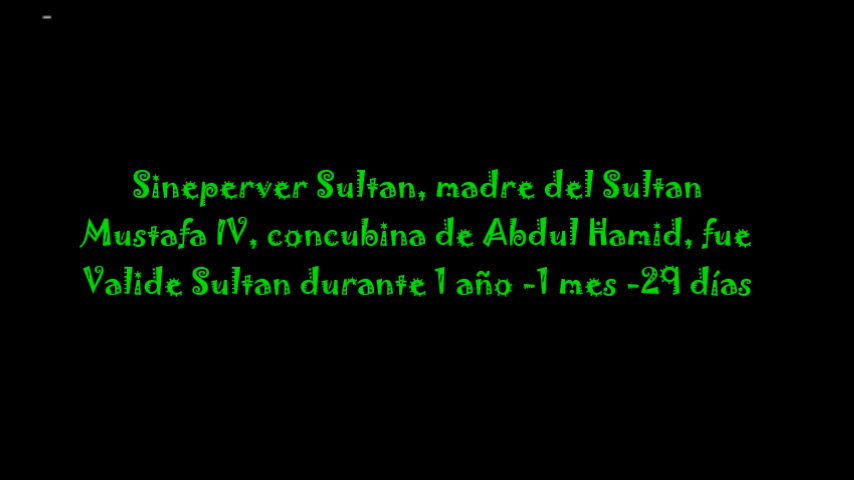 Sineperver Sultan, madre del Sultan
Mustafa IV, concubina de Abdul Hamid, fue
Valide Sultan durante 1 año -1 mes -29 días